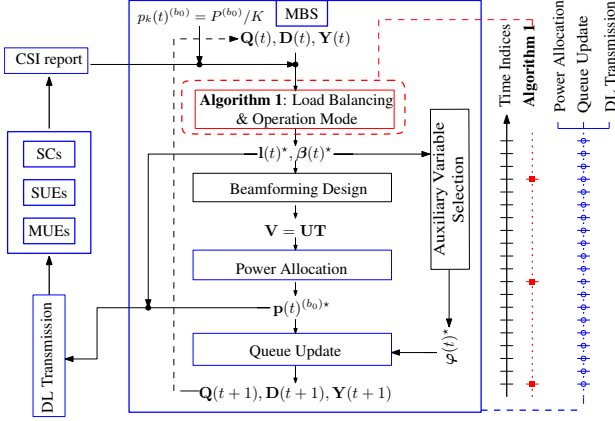 p_k(t)^{(b_0)} = P^{(b_0)}/K
MBS
Q(t), D(t), Y(t)
CSI report
Algorithm 1: Load Balancing
& Operation Mode
SCs
SUEs
MUEs
l(t)^⋆, β(t)^⋆
Beamforming Design
V = UT
Power Allocation
p(t)^{(b_0)⋆}
Queue Update
Q(t+1), D(t+1), Y(t+1)
DL Transmission
Auxiliary Variable
Selection
φ(t)^⋆
Time Indices
Algorithm 1
Power Allocation
Queue Update
DL Transmission